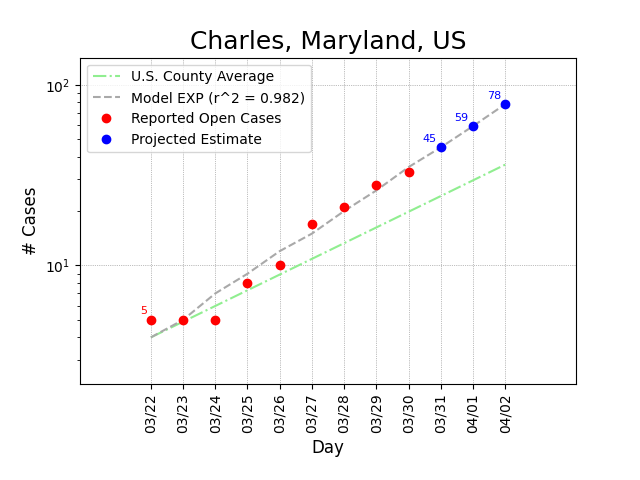 Charles, Maryland, US
U.S. County Average
Model EXP (r^2 = 0.982)
Reported Open Cases
Projected Estimate
# Cases
10^2
10^1
5
45
59
78
03/22
03/23
03/24
03/25
03/26
03/27
03/28
03/29
03/30
03/31
04/01
04/02
Day